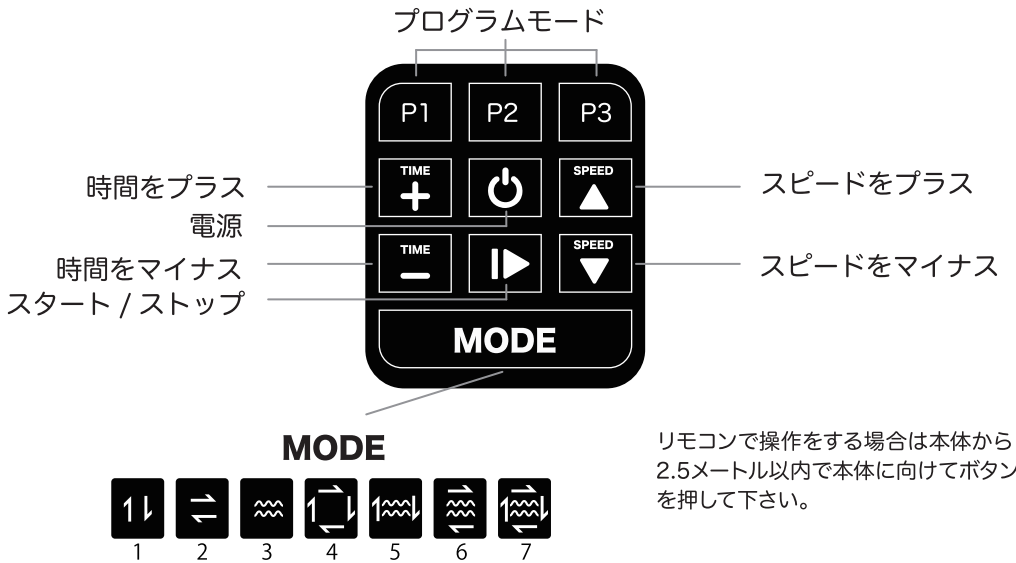 プログラムモード
P1 P2 P3
時間をプラス
TIME
+
SPEED
スピードをプラス
電源
時間をマイナス
TIME
−
SPEED
スピードをマイナス
スタート / ストップ
MODE
MODE
1 2 3 4 5 6 7
リモコンで操作をする場合は本体から
2.5メートル以内で本体に向けてボタン
を押して下さい。